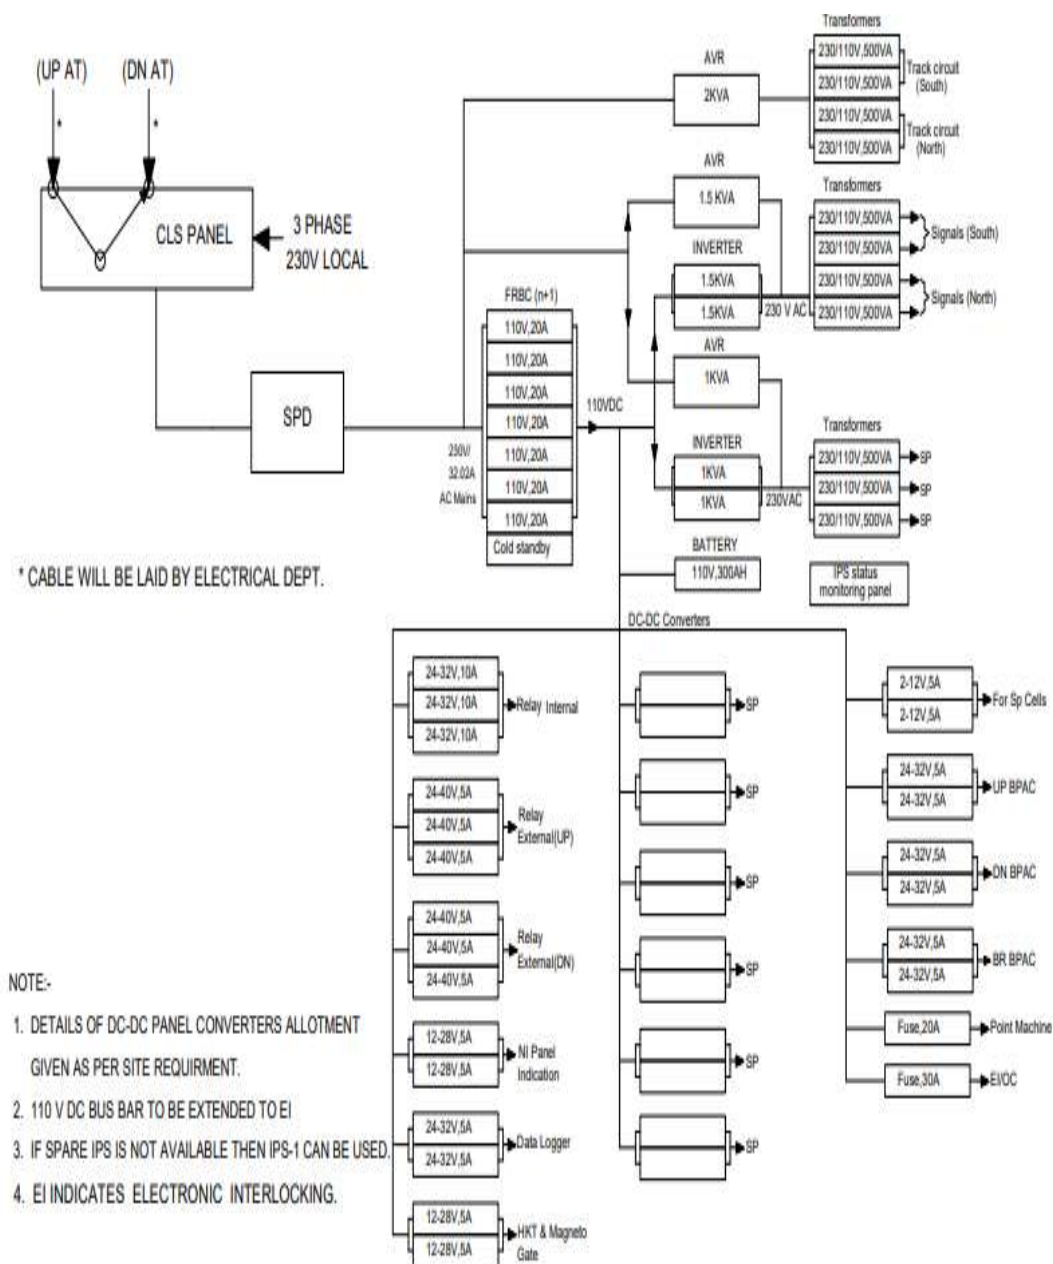 (UP AT)
(DN AT)
*
*
CLS PANEL
3 PHASE
230V LOCAL
SPD
* CABLE WILL BE LAID BY ELECTRICAL DEPT.
FRBC (n+1)
110V,20A
110V,20A
110V,20A
110V,20A
110V,20A
110V,20A
110V,20A
Cold standby
230V/
32.02A
AC Mains
110VDC
AVR
2KVA
AVR
1.5 KVA
INVERTER
1.5KVA
1.5KVA
230 V AC
AVR
1KVA
INVERTER
1KVA
1KVA
230VAC
BATTERY
110V,300AH
Transformers
230/110V,500VA
230/110V,500VA
230/110V,500VA
230/110V,500VA
Track circuit
(South)
Track circuit
(North)
Transformers
230/110V,500VA
230/110V,500VA
230/110V,500VA
230/110V,500VA
Signals (South)
Signals (North)
Transformers
230/110V,500VA
230/110V,500VA
230/110V,500VA
SP
SP
SP
IPS status
monitoring panel
DC-DC Converters
24-32V,10A
24-32V,10A
24-32V,10A
Relay Internal
24-40V,5A
24-40V,5A
24-40V,5A
Relay
External(UP)
24-40V,5A
24-40V,5A
24-40V,5A
Relay
External(DN)
12-28V,5A
12-28V,5A
NI Panel
Indication
24-32V,5A
24-32V,5A
Data Logger
12-28V,5A
12-28V,5A
HKT & Magneto
Gate
SP
SP
SP
SP
SP
SP
2-12V,5A
2-12V,5A
For Sp Cells
24-32V,5A
24-32V,5A
UP BPAC
24-32V,5A
24-32V,5A
DN BPAC
24-32V,5A
24-32V,5A
BR BPAC
Fuse,20A
Point Machine
Fuse,30A
EI/OC
NOTE:-
1. DETAILS OF DC-DC PANEL CONVERTERS ALLOTMENT
GIVEN AS PER SITE REQUIRMENT.
2. 110 V DC BUS BAR TO BE EXTENDED TO EI
3. IF SPARE IPS IS NOT AVAILABLE THEN IPS-1 CAN BE USED.
4. EI INDICATES ELECTRONIC INTERLOCKING.